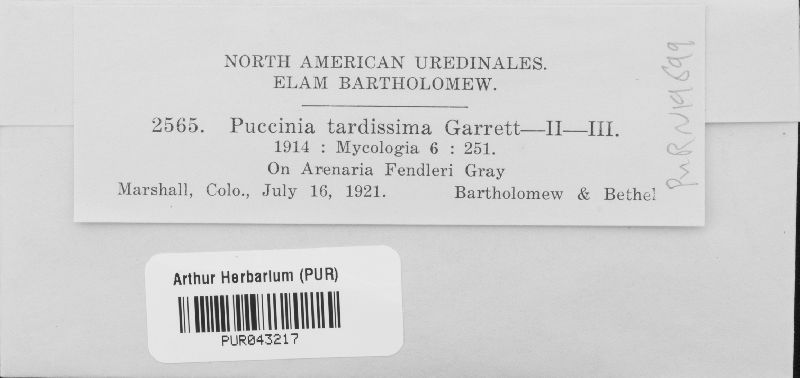 NORTH AMERICAN UREDINALES.
ELAM BARTHOLOMEW.
2565. Puccinia tardissima Garrett—II—III.
1914 : Mycologia 6 : 251.
On Arenaria Fendleri Gray
Marshall, Colo., July 16, 1921. Bartholomew & Bethel
PUR N19899
Arthur Herbarium (PUR)
PUR043217